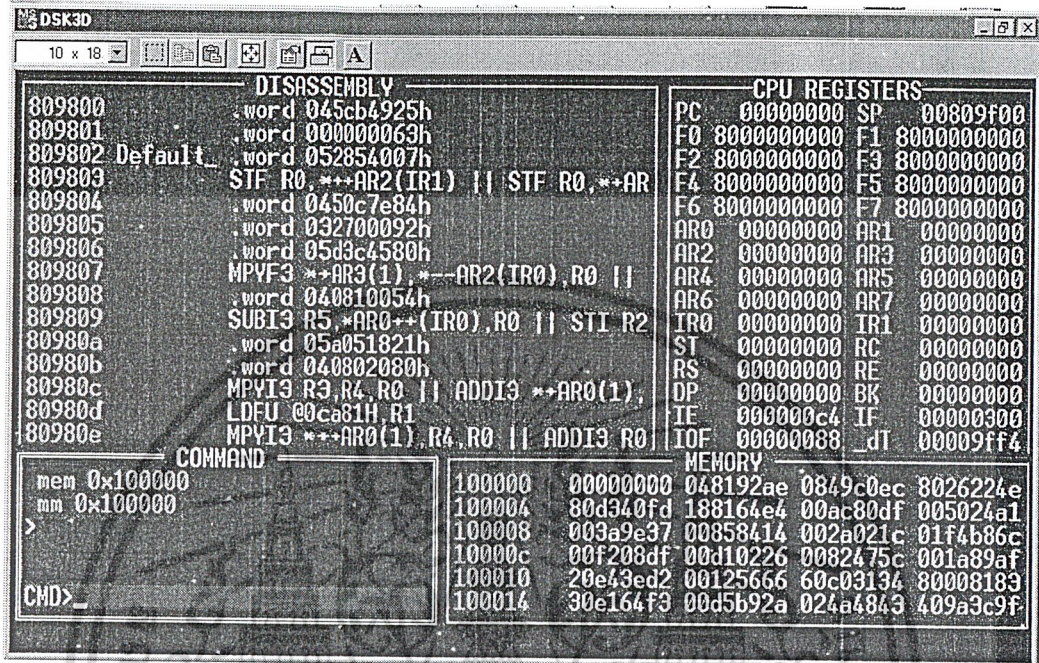 MS DSK3D
10 x 18 A
DISASSEMBLY
809800 .word 045cb4925h
809801 .word 000000063h
809802 Default_ .word 052854007h
809803 STF R0,*++AR2(IR1) || STF R0,*+AR
809804 .word 0450c7e84h
809805 .word 032700092h
809806 .word 05d3c4580h
809807 MPYF3 *+AR3(1),*--AR2(IR0),R0 ||
809808 .word 040810054h
809809 SUBI3 R5,*AR0++(IR0),R0 || STI R2
80980a .word 05a051821h
80980b .word 040802080h
80980c MPYI3 R3,R4,R0 || ADDI3 *+AR0(1),
80980d LDFU @0ca81H,R1
80980e MPYI3 *++AR0(1),R4,R0 || ADDI3 R0
CPU REGISTERS
PC 00000000 SP 00809f00
F0 8000000000 F1 8000000000
F2 8000000000 F3 8000000000
F4 8000000000 F5 8000000000
F6 8000000000 F7 8000000000
AR0 00000000 AR1 00000000
AR2 00000000 AR3 00000000
AR4 00000000 AR5 00000000
AR6 00000000 AR7 00000000
IR0 00000000 IR1 00000000
ST 00000000 RC 00000000
RS 00000000 RE 00000000
DP 00000000 BK 00000000
IE 000000c4 IF 00000300
IOF 00000088 _dT 00009ff4
COMMAND
mem 0x100000
mm 0x100000
>
CMD>_
MEMORY
100000 00000000 048192ae 0849c0ec 8026224e
100004 80d340fd 188164e4 00ac80df 005024a1
100008 003a9e37 00858414 002a021c 01f4b86c
10000c 00f208df 00d10226 0082475c 001a89af
100010 20e43ed2 00125666 60c03134 80008183
100014 30e164f3 00d5b92a 024a4843 409a3c9f